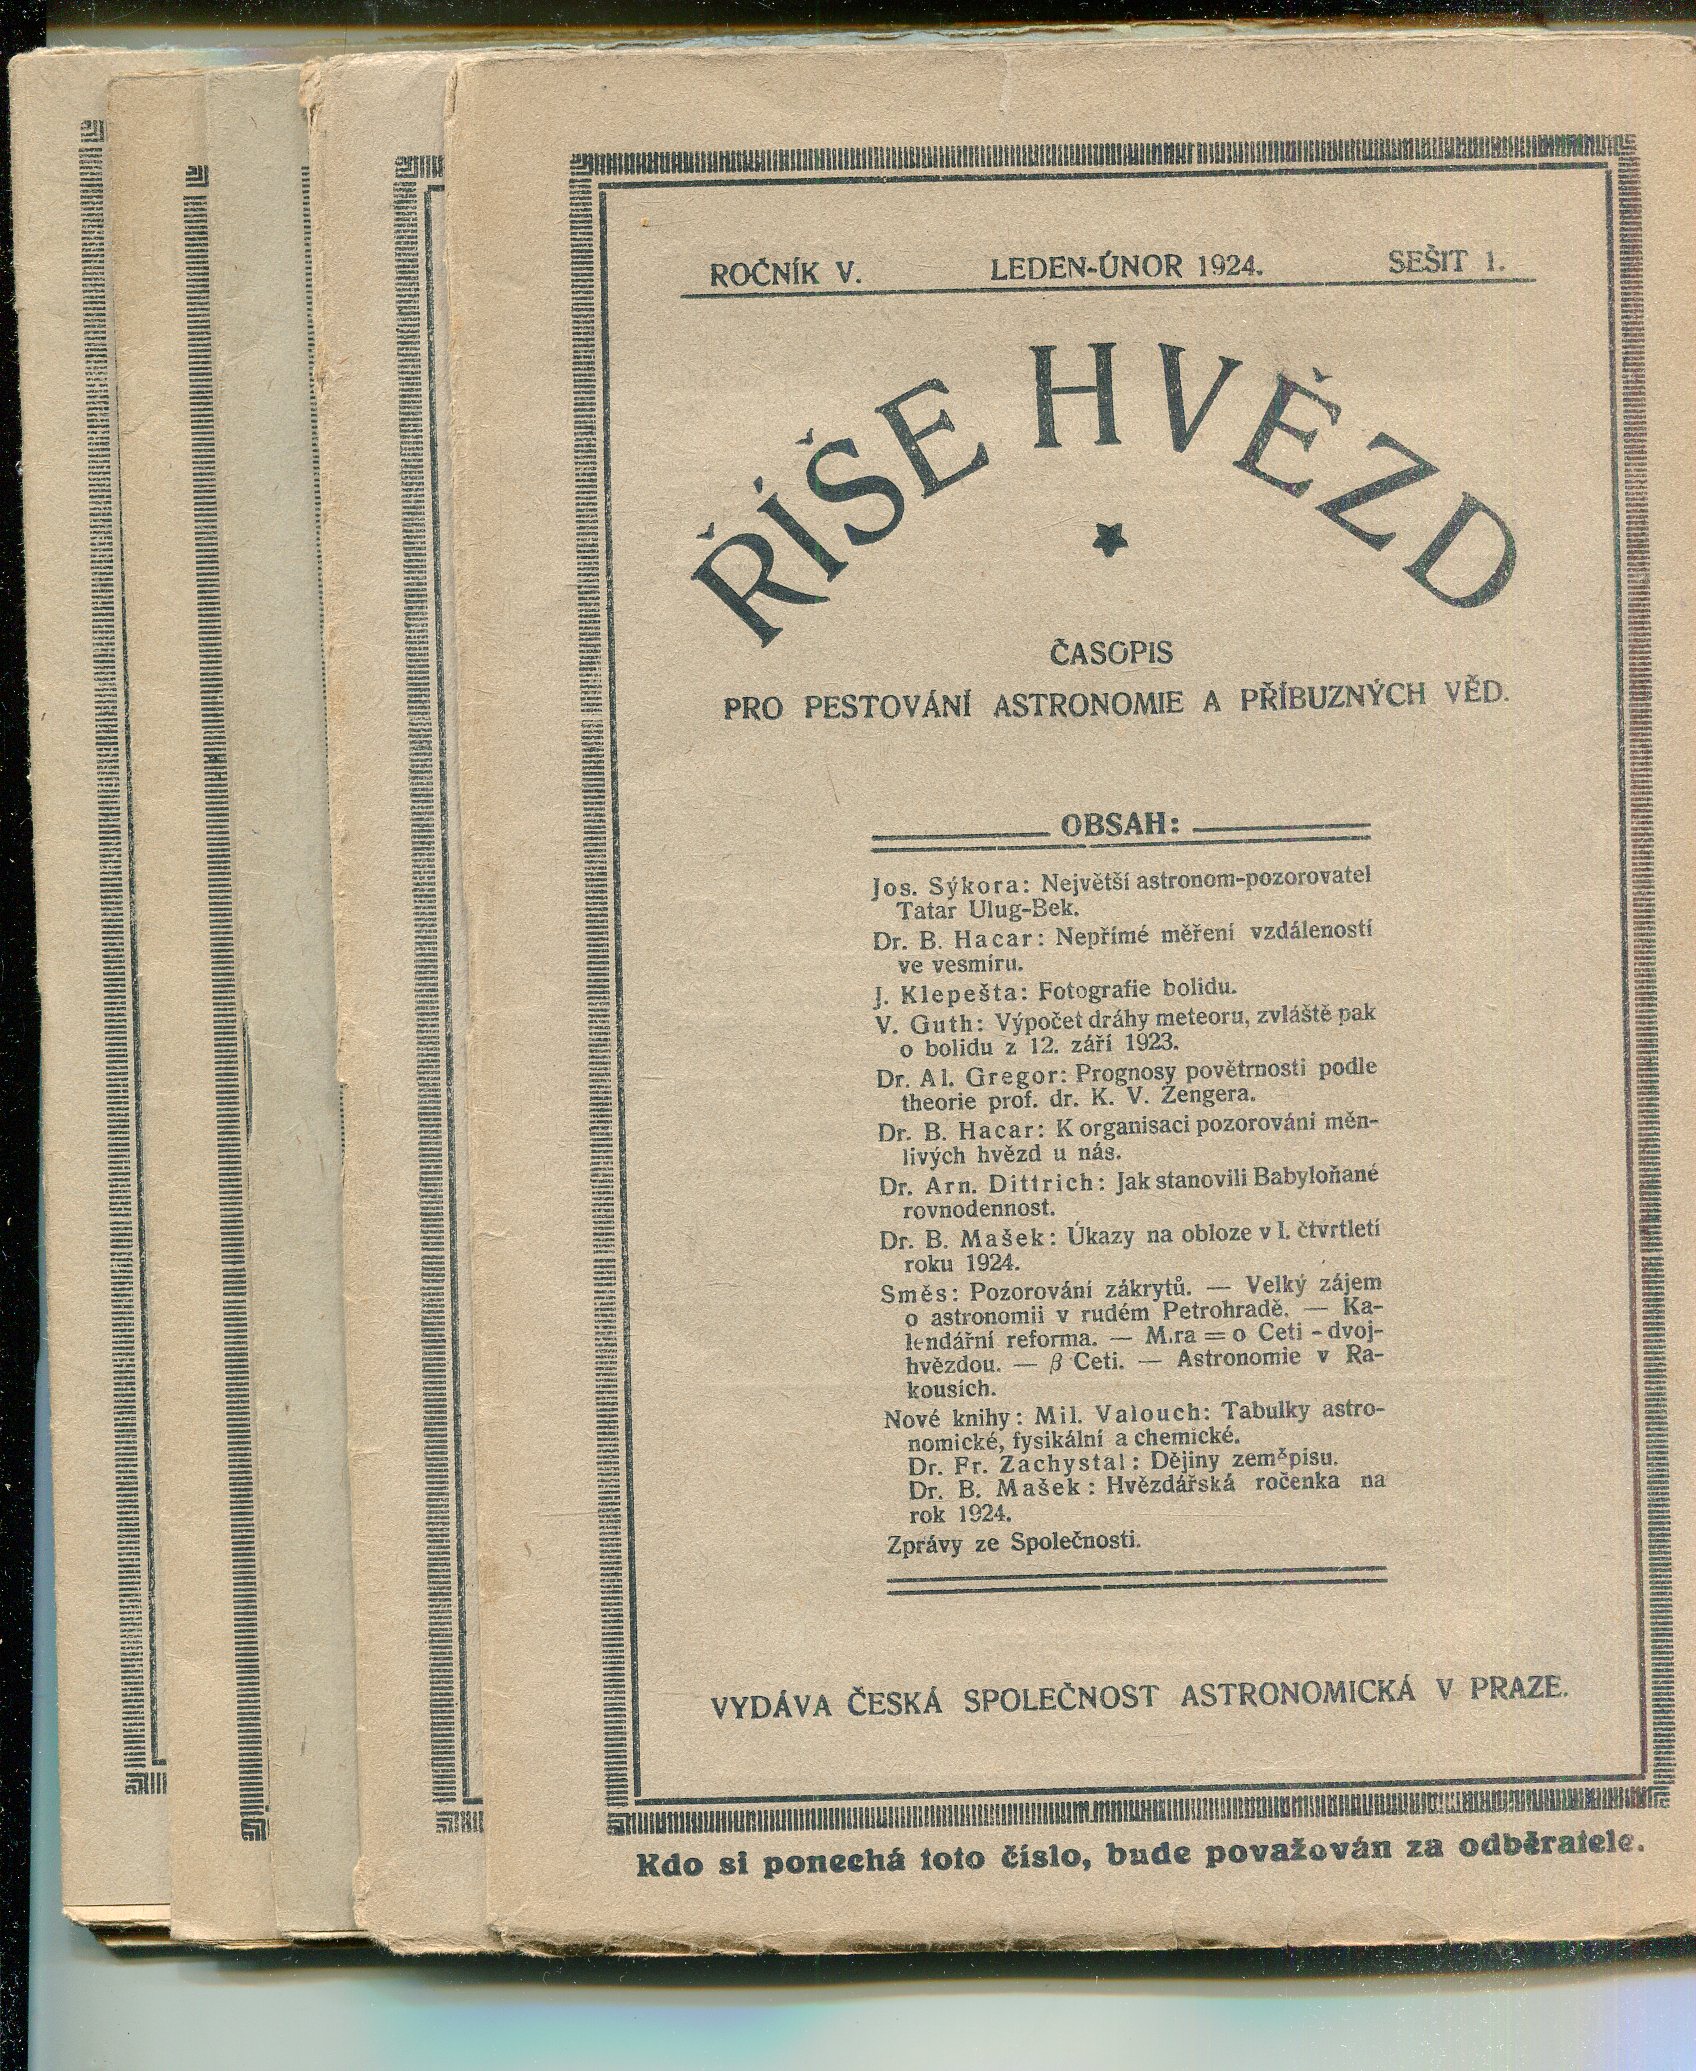 ROČNÍK V. LEDEN-ÚNOR 1924. SEŠIT 1.
ŘÍŠE HVĚZD
ČASOPIS
PRO PESTOVÁNÍ ASTRONOMIE A PŘÍBUZNÝCH VĚD.
OBSAH:
Jos. Sýkora: Největší astronom-pozorovatel
Tatar Ulug-Bek.
Dr. B. Hacar: Nepřímé měření vzdáleností
ve vesmíru.
J. Klepešta: Fotografie bolidu.
V. Guth: Výpočet dráhy meteoru, zvláště pak
o bolidu z 12. září 1923.
Dr. Al. Gregor: Prognosy povětrnosti podle
theorie prof. dr. K. V. Zengera.
Dr. B. Hacar: K organisaci pozorování měn-
livých hvězd u nás.
Dr. Arn. Dittrich: Jak stanovili Babyloňané
rovnodennost.
Dr. B. Mašek: Úkazy na obloze v I. čtvrtletí
roku 1924.
Směs: Pozorování zákrytů. — Velký zájem
o astronomii v rudém Petrohradě. — Ka-
lendářní reforma. — M.ra = o Ceti - dvoj-
hvězdou. — β Ceti. — Astronomie v Ra-
kousích.
Nové knihy: Mil. Valouch: Tabulky astro-
nomické, fysikální a chemické.
Dr. Fr. Zachystal: Dějiny zeměpisu.
Dr. B. Mašek: Hvězdářská ročenka na
rok 1924.
Zprávy ze Společnosti.
VYDÁVA ČESKÁ SPOLEČNOST ASTRONOMICKÁ V PRAZE.
Kdo si ponechá toto číslo, bude považován za odběratele.